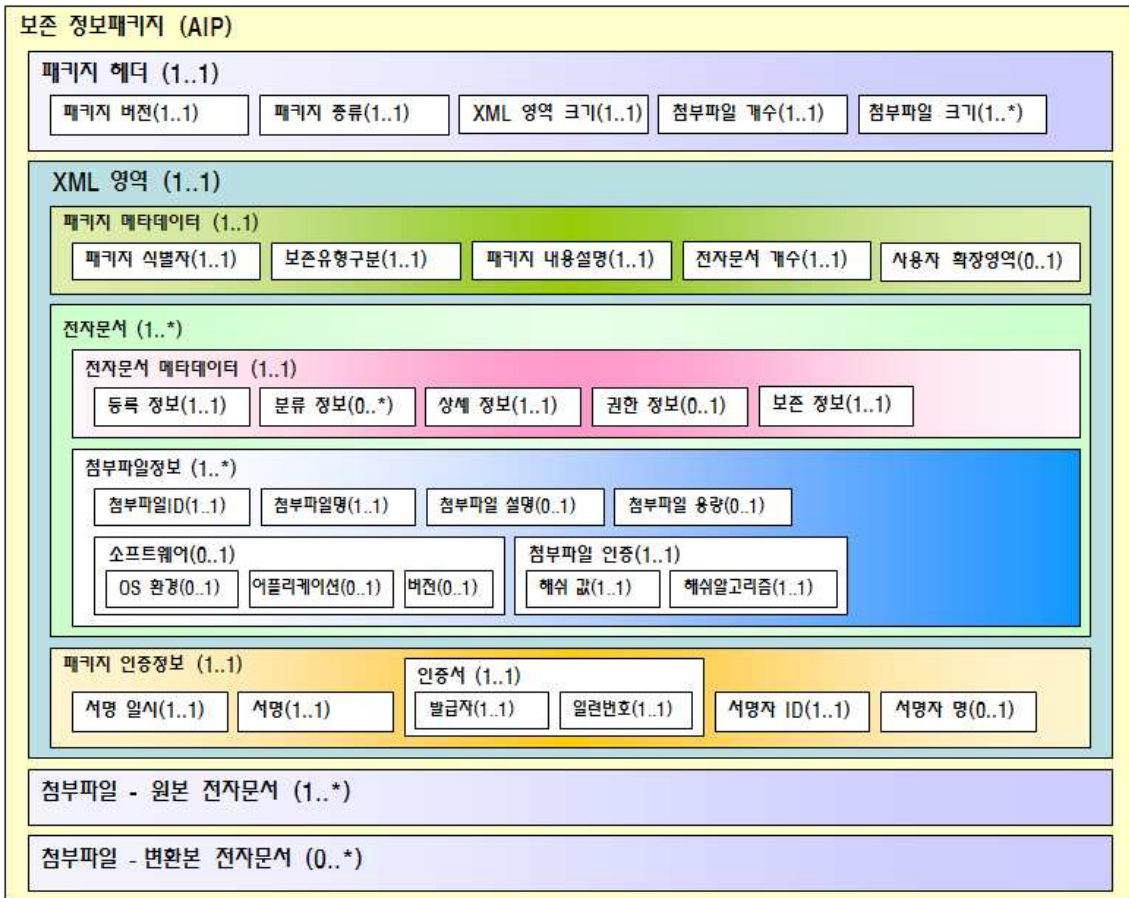 보존 정보패키지 (AIP)
패키지 헤더 (1..1)
패키지 버전(1..1) 패키지 종류(1..1) XML 영역 크기(1..1) 첨부파일 개수(1..1) 첨부파일 크기(1..*)
XML 영역 (1..1)
패키지 메타데이터 (1..1)
패키지 식별자(1..1) 보존유형구분(1..1) 패키지 내용설명(1..1) 전자문서 개수(1..1) 사용자 확장영역(0..1)
전자문서 (1..*)
전자문서 메타데이터 (1..1)
등록 정보(1..1) 분류 정보(0..*) 상세 정보(1..1) 권한 정보(0..1) 보존 정보(1..1)
첨부파일정보 (1..*)
첨부파일ID(1..1) 첨부파일명(1..1) 첨부파일 설명(0..1) 첨부파일 용량(0..1)
소프트웨어(0..1) 첨부파일 인증(1..1)
OS 환경(0..1) 어플리케이션(0..1) 버전(0..1) 해쉬 값(1..1) 해쉬알고리즘(1..1)
패키지 인증정보 (1..1) 인증서 (1..1)
서명 일시(1..1) 서명(1..1) 발급자(1..1) 일련번호(1..1) 서명자 ID(1..1) 서명자 명(0..1)
첨부파일 - 원본 전자문서 (1..*)
첨부파일 - 변환본 전자문서 (0..*)